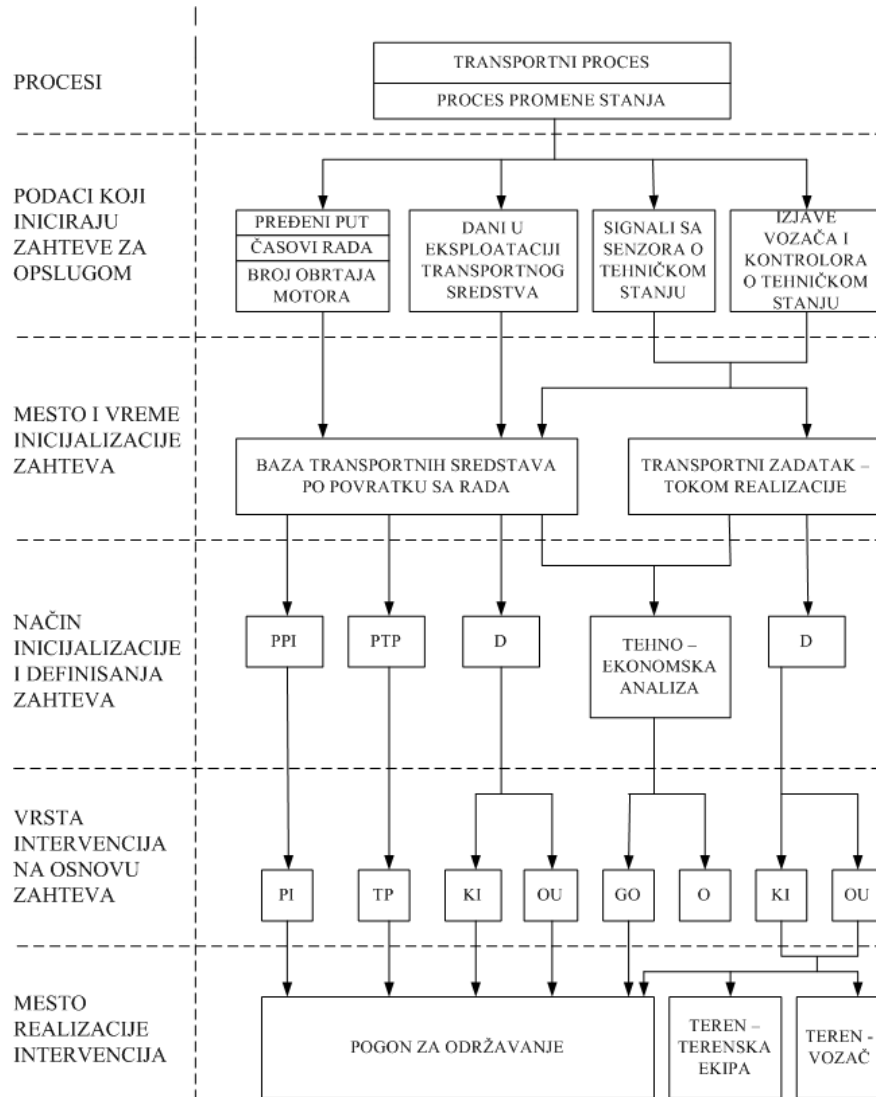 PROCESI
TRANSPORTNI PROCES
PROCES PROMENE STANJA
PODACI KOJI
INICIRAJU
ZAHTEVE ZA
OPSLUGOM
PREĐENI PUT
ČASOVI RADA
BROJ OBRTAJA
MOTORA
DANI U
EKSPLOATACIJI
TRANSPORTNOG
SREDSTVA
SIGNALI SA
SENZORA O
TEHNIČKOM
STANJU
IZJAVE
VOZAČA I
KONTROLORA
O TEHNIČKOM
STANJU
MESTO I VREME
INICIJALIZACIJE
ZAHTEVA
BAZA TRANSPORTNIH SREDSTAVA
PO POVRATKU SA RADA
TRANSPORTNI ZADATAK –
TOKOM REALIZACIJE
NAČIN
INICIJALIZACIJE
I DEFINISANJA
ZAHTEVA
PPI
PTP
D
TEHNO –
EKONOMSKA
ANALIZA
D
VRSTA
INTERVENCIJA
NA OSNOVU
ZAHTEVA
PI
TP
KI
OU
GO
O
KI
OU
MESTO
REALIZACIJE
INTERVENCIJA
POGON ZA ODRŽAVANJE
TEREN –
TERENSKA
EKIPA
TEREN -
VOZAČ